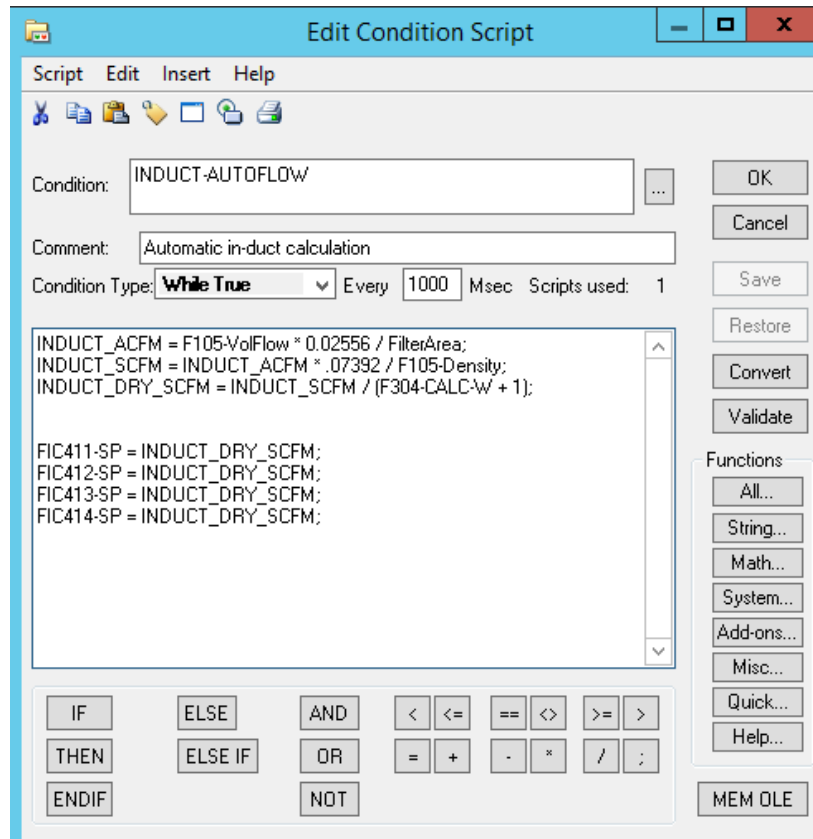 Edit Condition Script
Script Edit Insert Help
Condition: INDUCT-AUTOFLOW ... OK
Cancel
Comment: Automatic in-duct calculation
Condition Type: While True Every 1000 Msec Scripts used: 1 Save
Restore
Convert
Validate
INDUCT_ACFM = F105-VolFlow * 0.02556 / FilterArea;
INDUCT_SCFM = INDUCT_ACFM * .07392 / F105-Density;
INDUCT_DRY_SCFM = INDUCT_SCFM / (F304-CALC-W + 1);
FIC411-SP = INDUCT_DRY_SCFM;
FIC412-SP = INDUCT_DRY_SCFM;
FIC413-SP = INDUCT_DRY_SCFM;
FIC414-SP = INDUCT_DRY_SCFM;
Functions
All...
String...
Math...
System...
Add-ons...
Misc...
Quick...
Help...
IF ELSE AND < <= == <> >= >
THEN ELSE IF OR = + - * / ;
ENDIF NOT MEM OLE